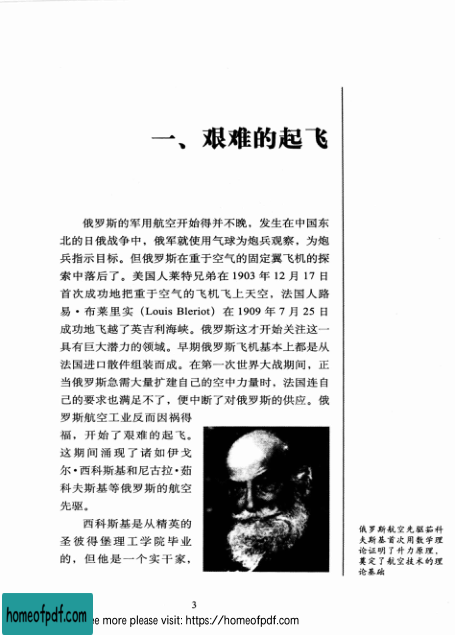 一、艰难的起飞
俄罗斯的军用航空开始得并不晚。发生在中国东
北的日俄战争中，俄军就使用气球为炮兵观察，为炮
兵指示目标。但俄罗斯在重于空气的固定翼飞机的探
索中落后了。美国人莱特兄弟在 1903 年 12 月 17 日
首次成功地把重于空气的飞机飞上天空，法国人路
易·布莱里实（Louis Bleriot）在 1909 年 7 月 25 日
成功地飞越了英吉利海峡。俄罗斯这才开始关注这一
具有巨大潜力的领域。早期俄罗斯飞机基本上都是从
法国进口散件组装而成。在第一次世界大战期间，正
当俄罗斯急需大量扩建自己的空中力量时，法国连自
己的要求也满足不了，便中断了对俄罗斯的供应。俄
罗斯航空工业反而因祸得
福，开始了艰难的起飞。
这期间涌现了诸如伊戈
尔·西科斯基和尼古拉·茹
科夫斯基等俄罗斯的航空
先驱。
西科斯是从精英的
圣彼得堡理工学院毕业
的，但他是一个实干家，
俄罗斯航空先驱茹科
夫斯基首次用数学理
论证明了升力原理，
奠定了航空技术的理
论基础
3
homeofpdf.com
ee more please visit: https://homeofpdf.com